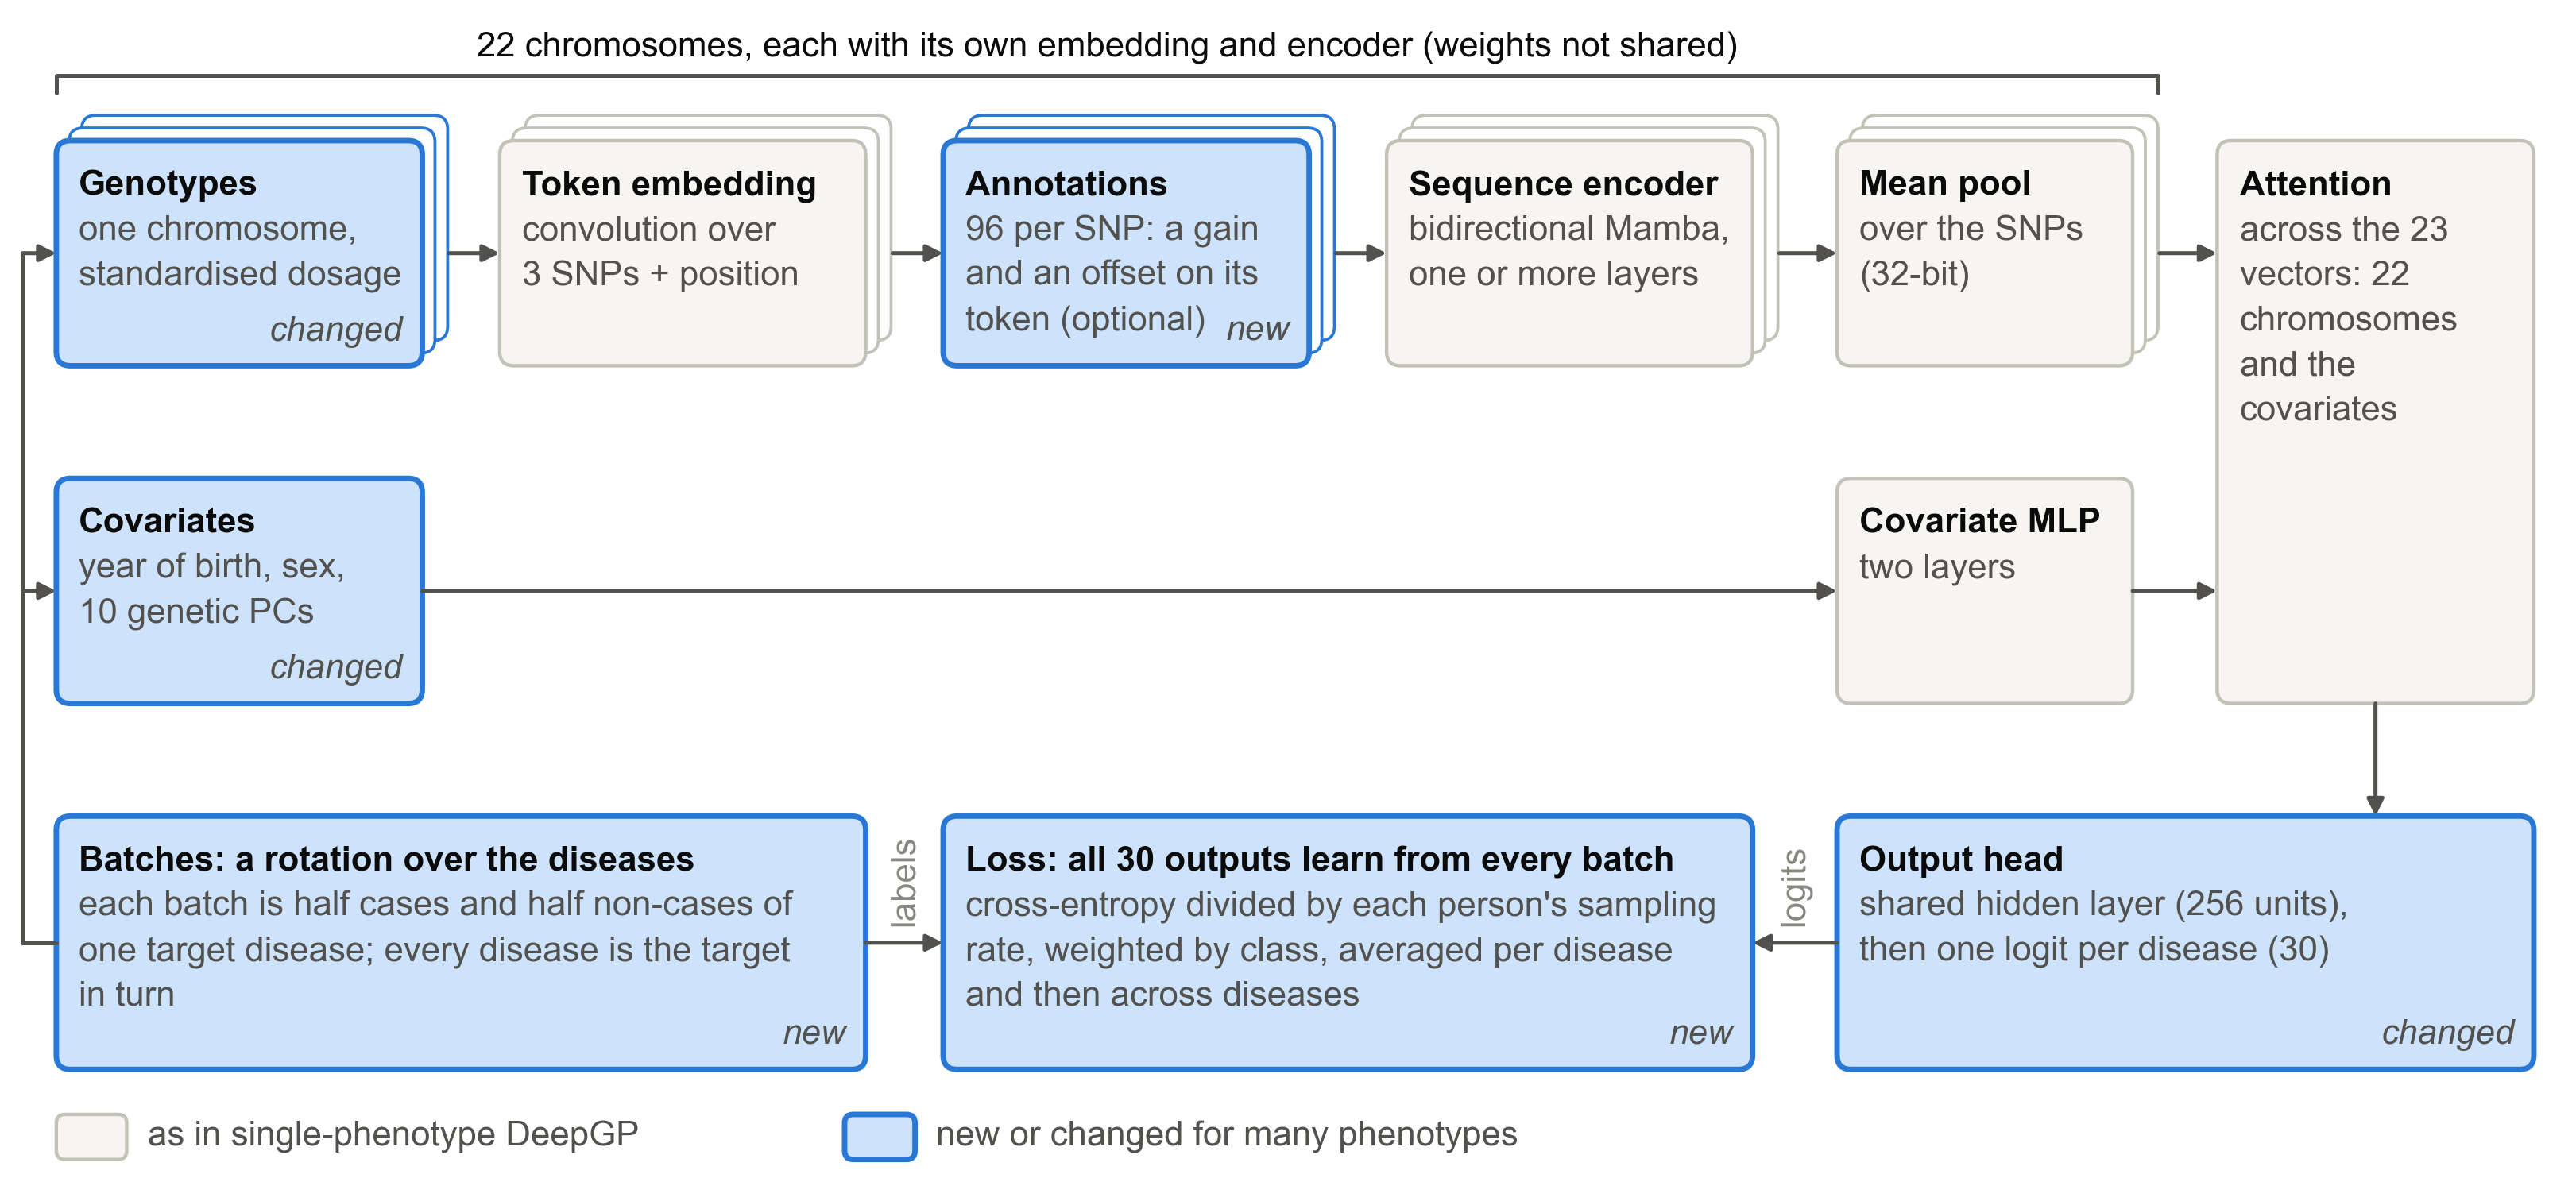 22 chromosomes, each with its own embedding and encoder (weights not shared)
Genotypes
one chromosome,
standardised dosage
changed
Token embedding
convolution over
3 SNPs + position
Annotations
96 per SNP: a gain
and an offset on its
token (optional)
new
Sequence encoder
bidirectional Mamba,
one or more layers
Mean pool
over the SNPs
(32-bit)
Attention
across the 23
vectors: 22
chromosomes
and the
covariates
Covariates
year of birth, sex,
10 genetic PCs
changed
Covariate MLP
two layers
Batches: a rotation over the diseases
each batch is half cases and half non-cases of
one target disease; every disease is the target
in turn
new
labels
Loss: all 30 outputs learn from every batch
cross-entropy divided by each person's sampling
rate, weighted by class, averaged per disease
and then across diseases
new
logits
Output head
shared hidden layer (256 units),
then one logit per disease (30)
changed
as in single-phenotype DeepGP
new or changed for many phenotypes